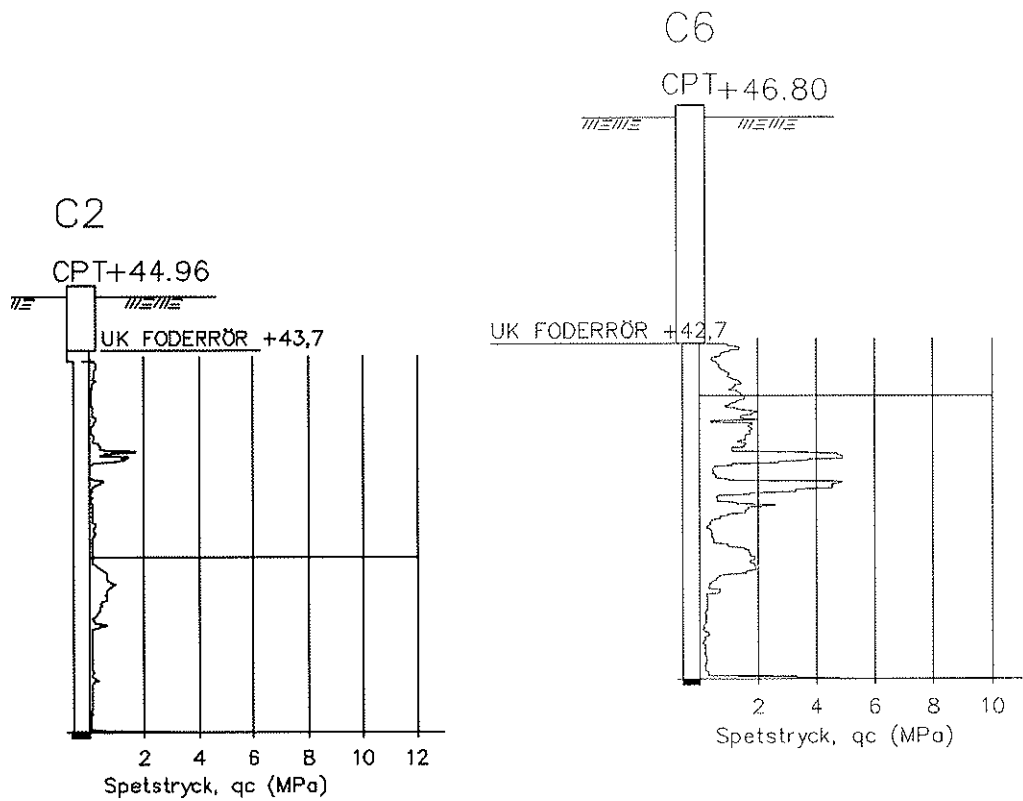 C6
CPT+46.80
C2
CPT+44.96
UK FODERRÖR +43,7
UK FODERRÖR +42,7
2 4 6 8 10 12
Spetstryck, qc (MPa)
2 4 6 8 10
Spetstryck, qc (MPa)